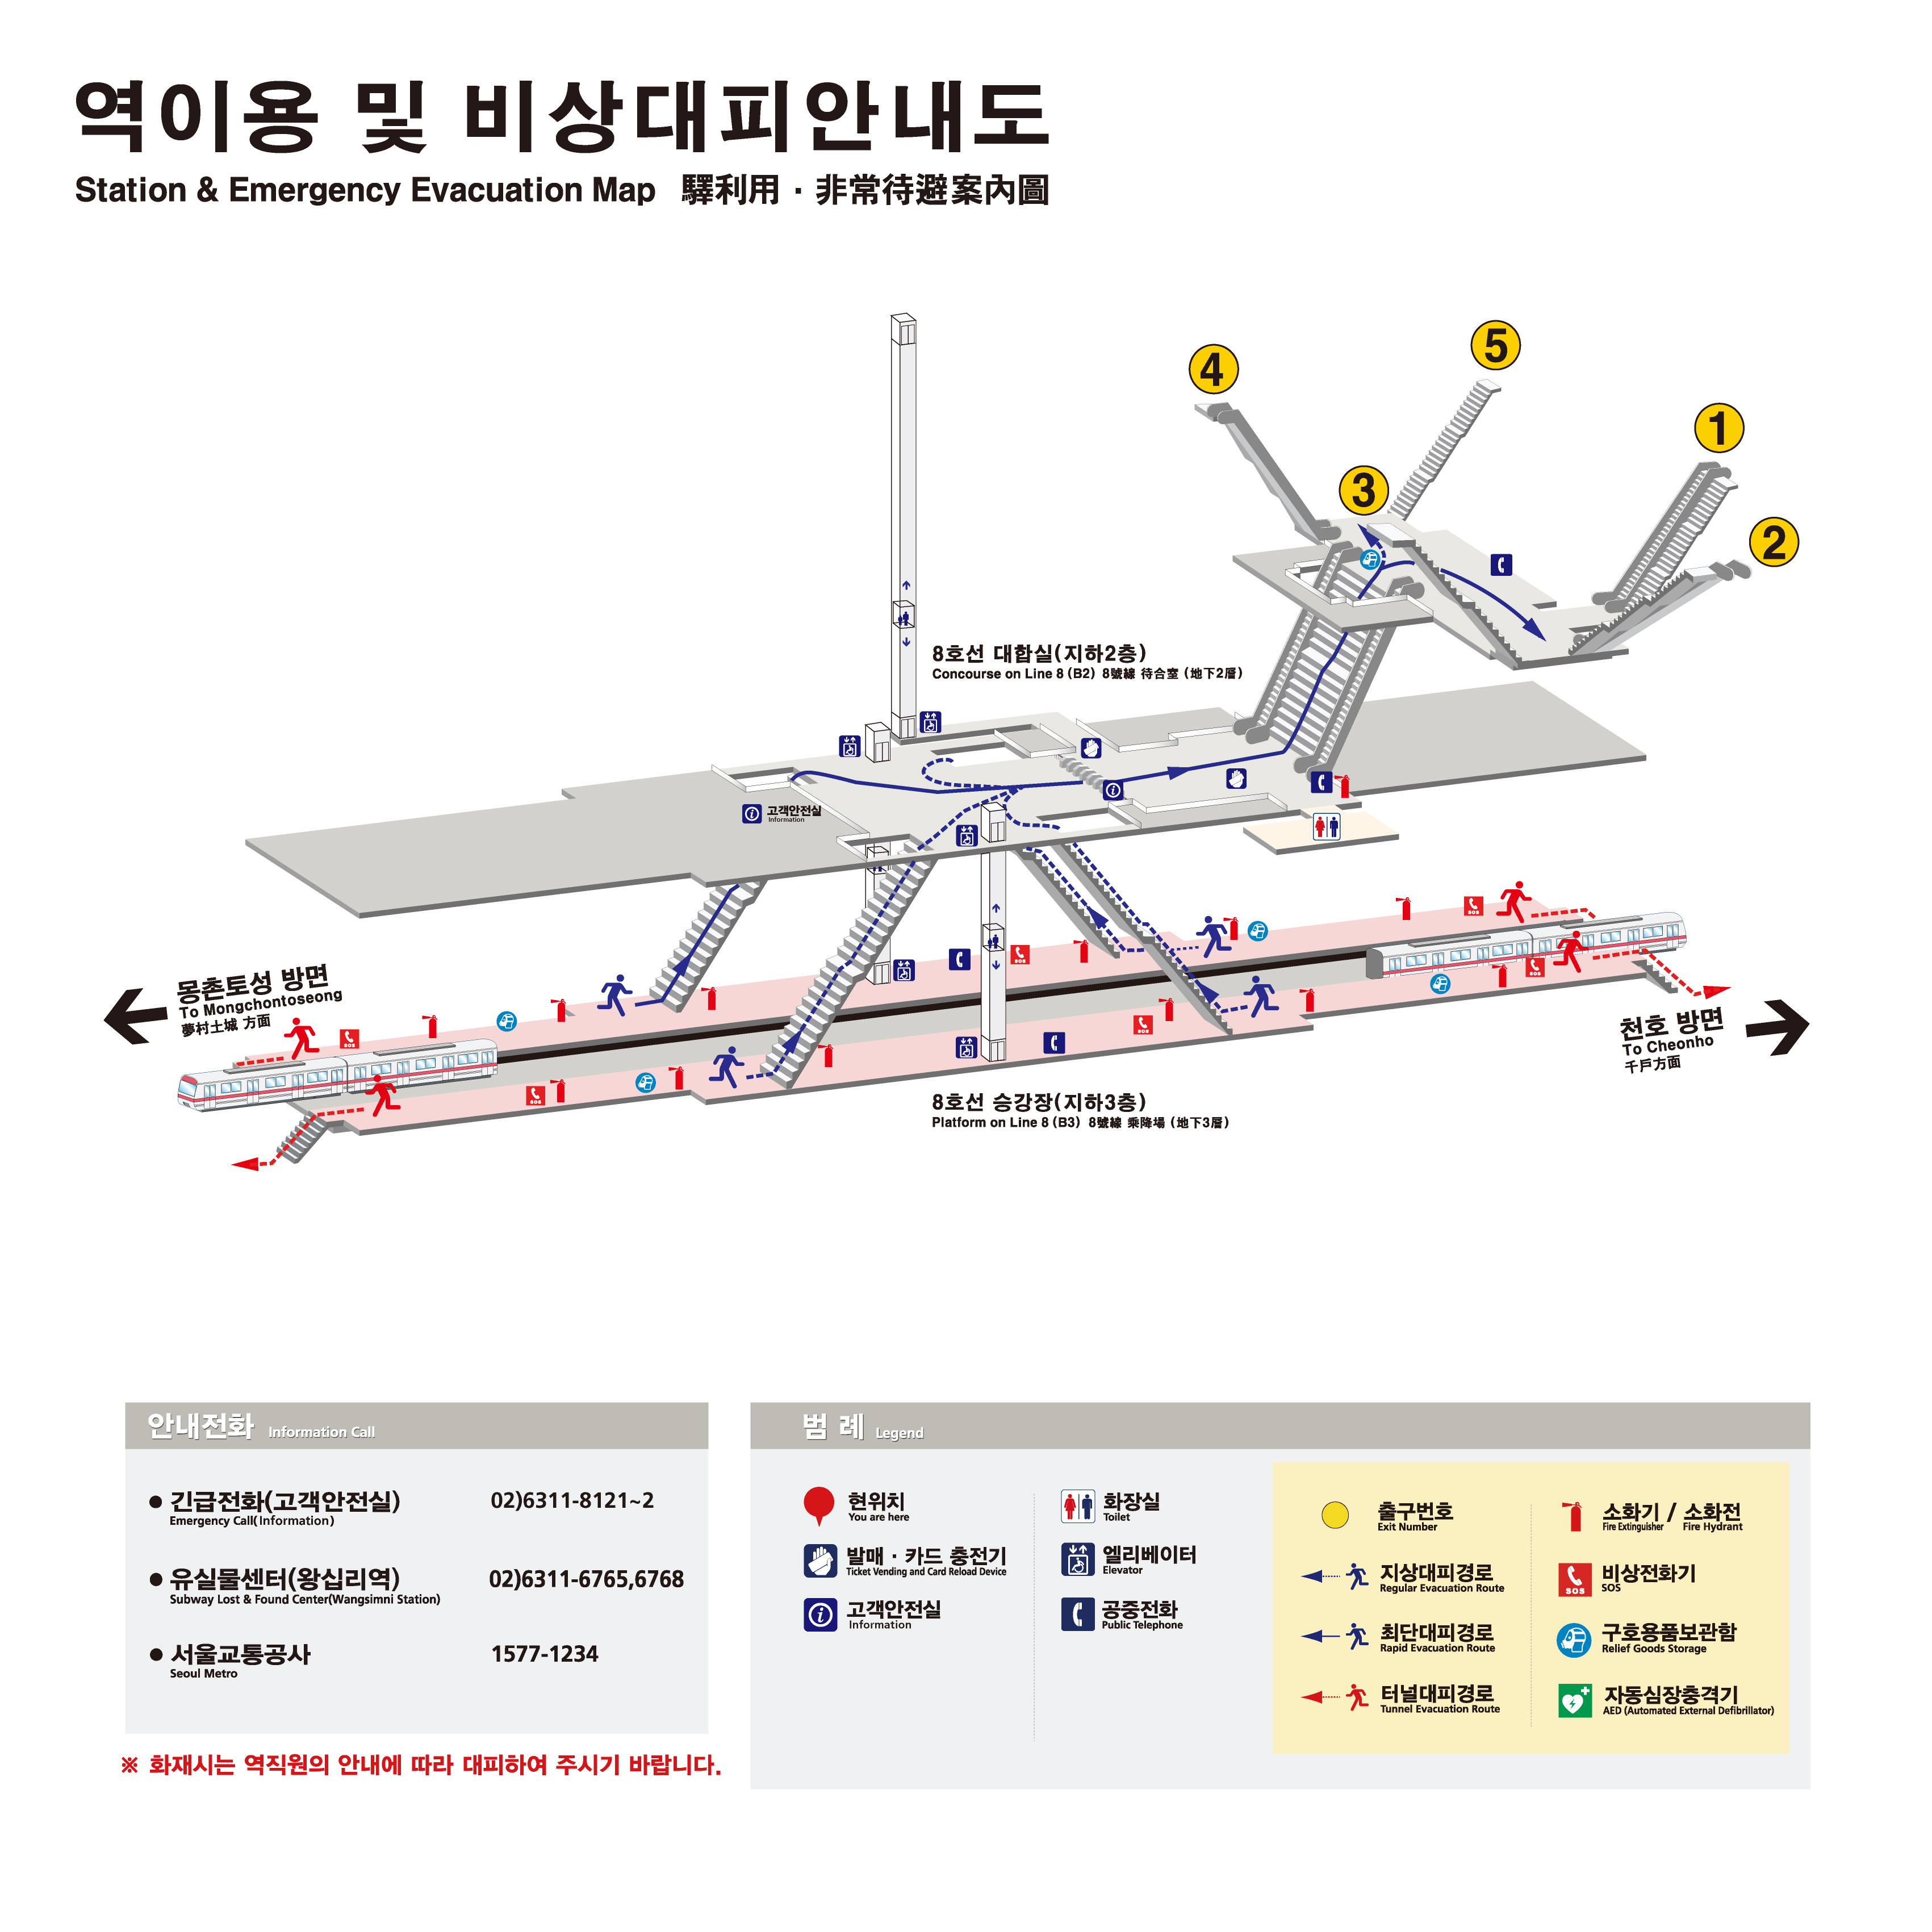 역이용 및 비상대피안내도
Station & Emergency Evacuation Map 驛利用 · 非常待避案內圖
4
5
1
3
2
8호선 대합실(지하2층)
Concourse on Line 8 (B2) 8號線 待合室 (地下2層)
고객안전실
Information
몽촌토성 방면
To Mongchontoseong
夢村土城 方面
천호 방면
To Cheonho
千戶方面
SOS
SOS
SOS
SOS
SOS
SOS
8호선 승강장(지하3층)
Platform on Line 8 (B3) 8號線 乘降場 (地下3層)
안내전화 Information Call
● 긴급전화(고객안전실) 02)6311-8121~2
Emergency Call(Information)
● 유실물센터(왕십리역) 02)6311-6765,6768
Subway Lost & Found Center(Wangsimni Station)
● 서울교통공사 1577-1234
Seoul Metro
※ 화재시는 역직원의 안내에 따라 대피하여 주시기 바랍니다.
범 례 Legend
현위치
You are here
발매 · 카드 충전기
Ticket Vending and Card Reload Device
고객안전실
Information
화장실
Toilet
엘리베이터
Elevator
공중전화
Public Telephone
출구번호
Exit Number
지상대피경로
Regular Evacuation Route
최단대피경로
Rapid Evacuation Route
터널대피경로
Tunnel Evacuation Route
소화기 / 소화전
Fire Extinguisher Fire Hydrant
SOS
비상전화기
SOS
구호용품보관함
Relief Goods Storage
자동심장충격기
AED (Automated External Defibrillator)